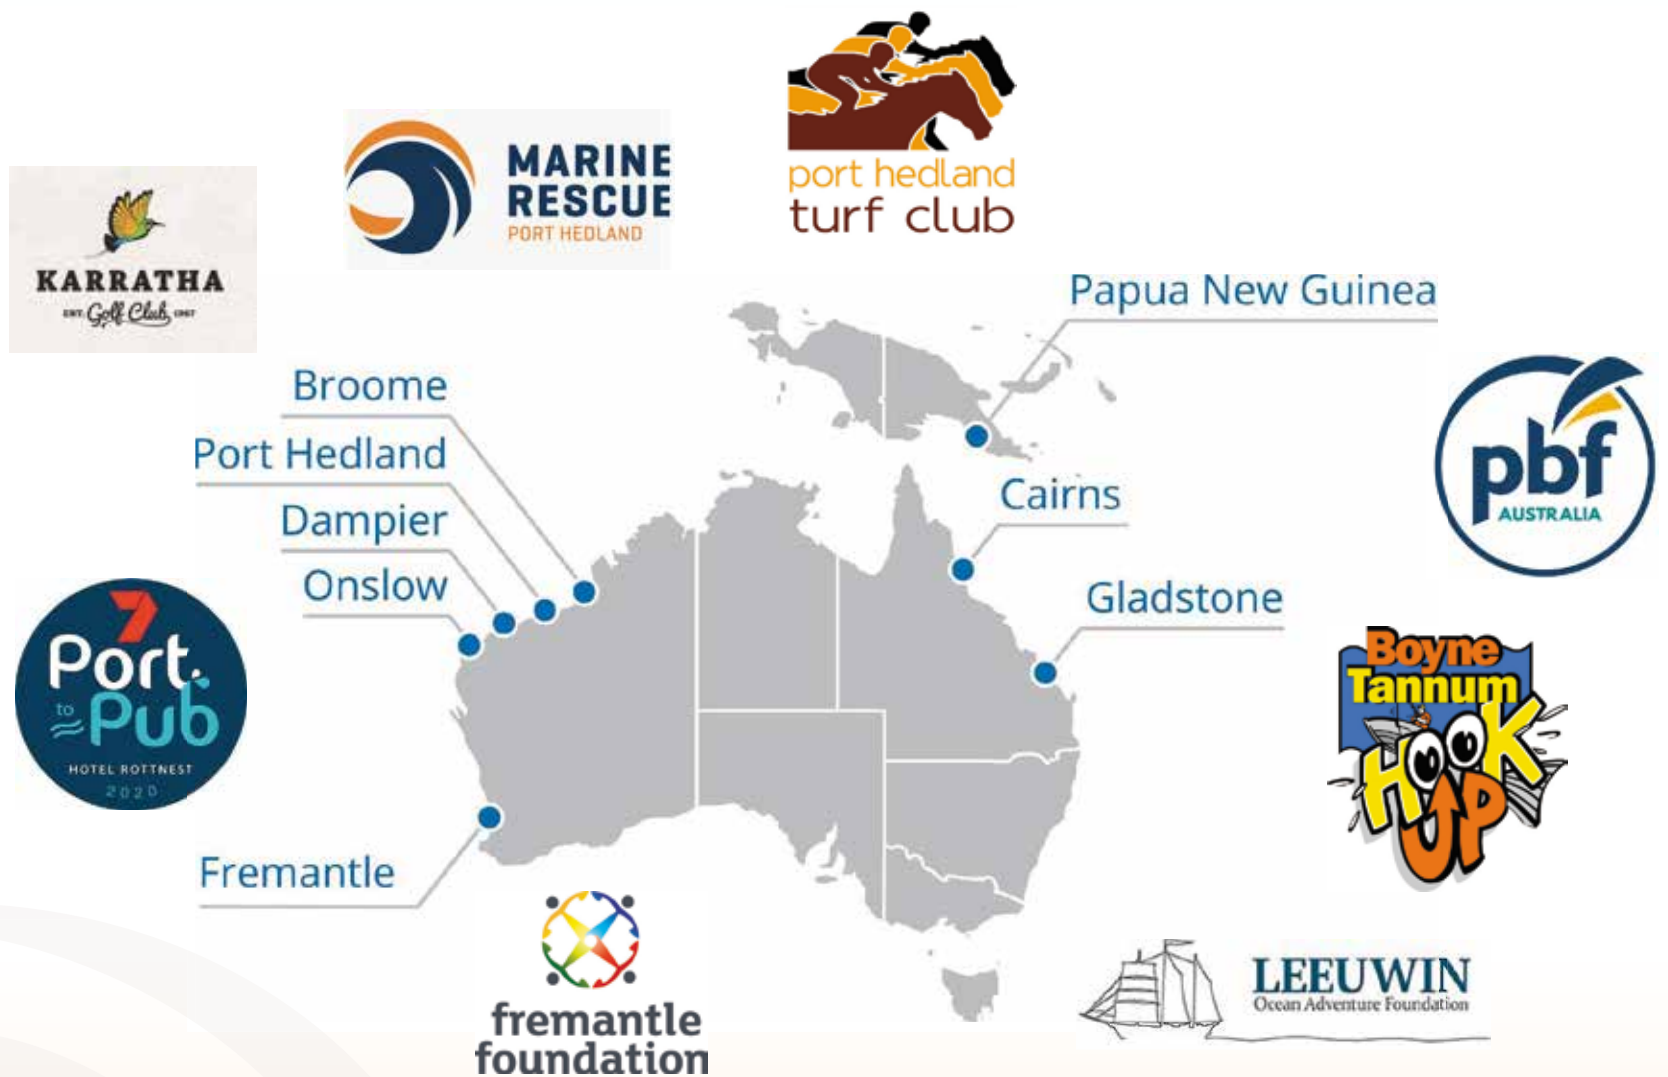 port hedland
turf club
MARINE
RESCUE
PORT HEDLAND
KARRATHA
EST. Golf Club 1967
Papua New Guinea
Broome
Port Hedland
Dampier
Onslow
Cairns
Gladstone
Fremantle
pbf
AUSTRALIA
7
Port
to
Pub
HOTEL ROTTNEST
2020
Boyne
Tannum
HOOK
UP
fremantle
foundation
LEEUWIN
Ocean Adventure Foundation